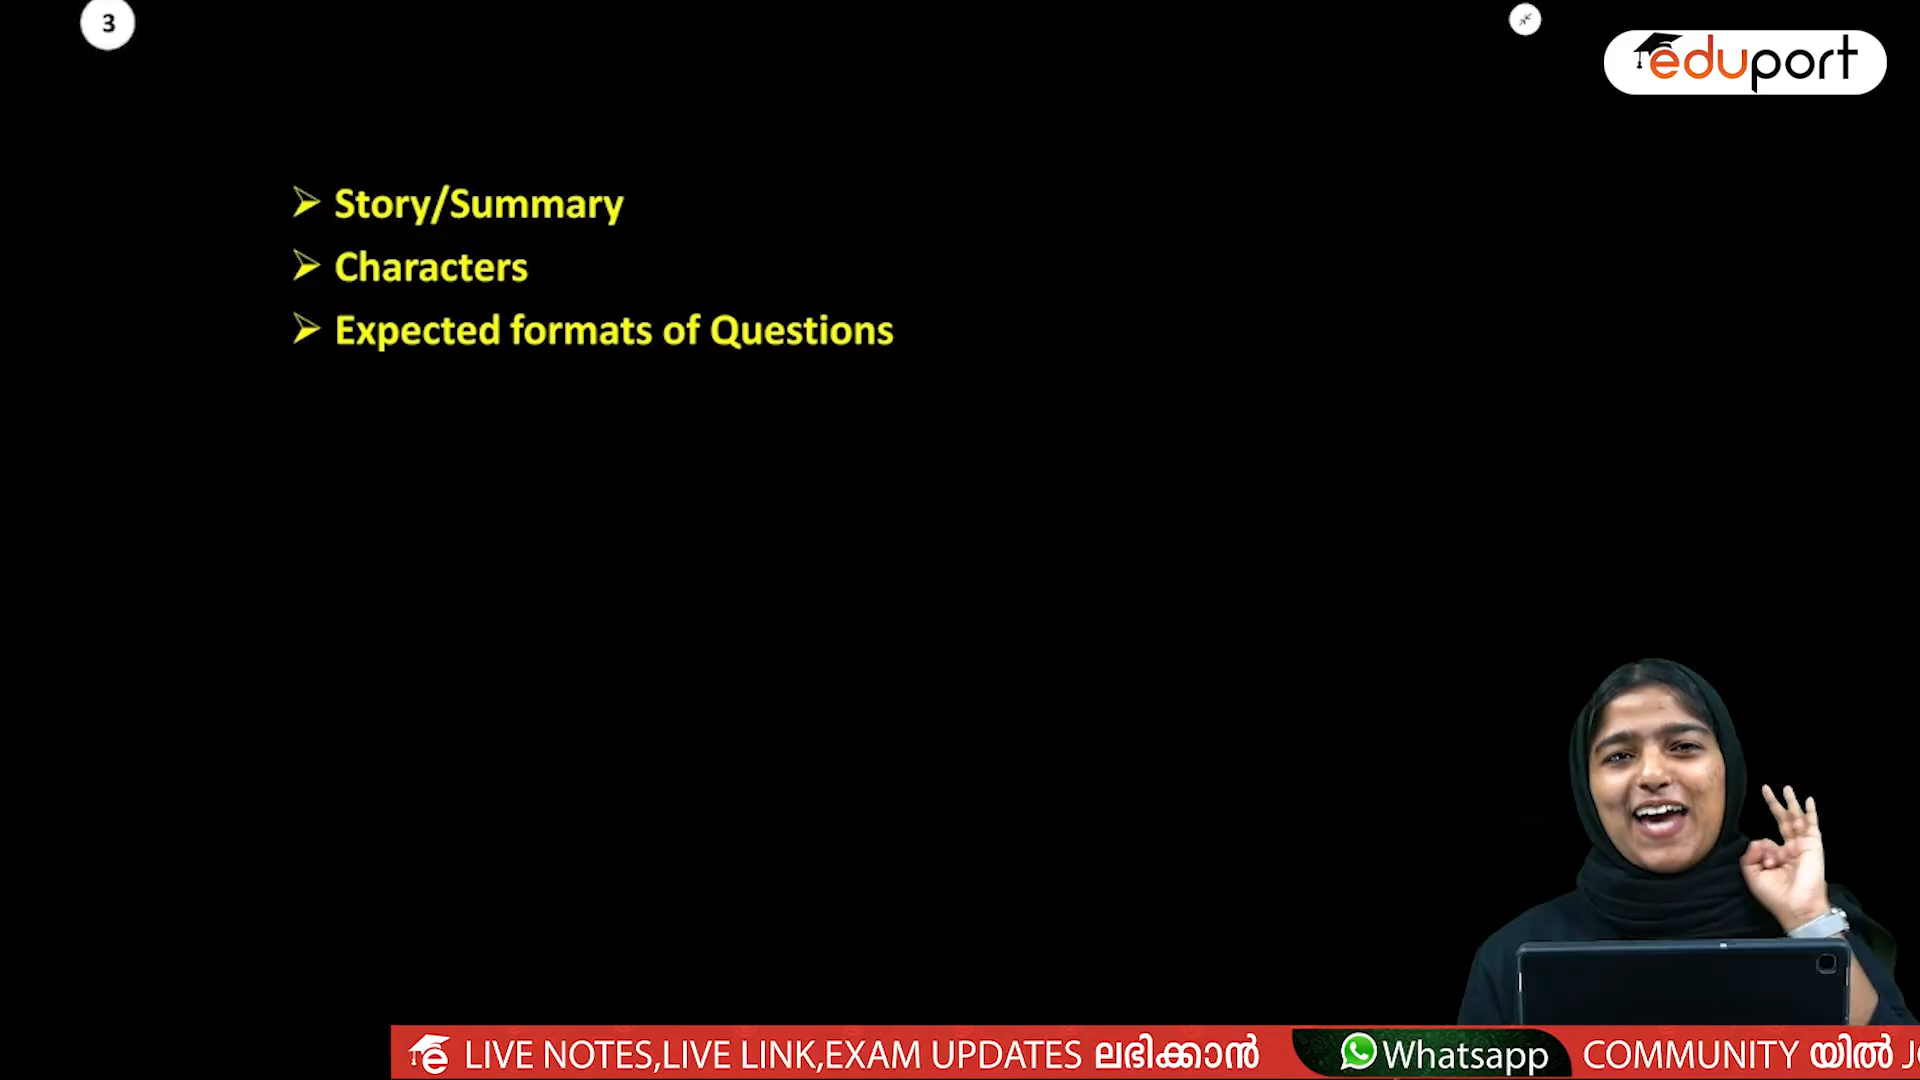 3
eduport
Story/Summary
Characters
Expected formats of Questions
LIVE NOTES,LIVE LINK,EXAM UPDATES ലഭിക്കാൻ Whatsapp COMMUNITY യിൽ